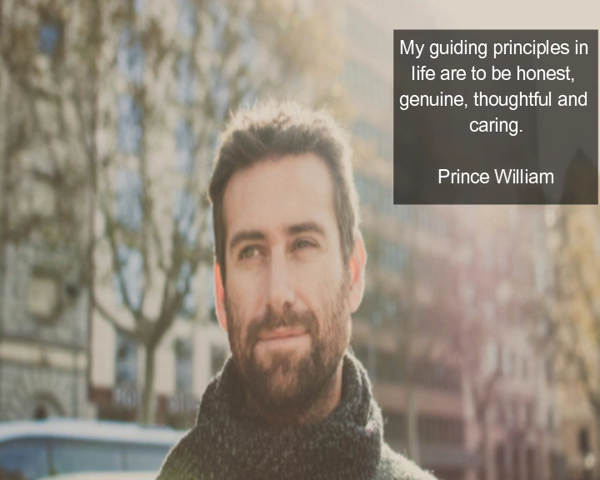 My guiding principles in
life are to be honest,
genuine, thoughtful and
caring.
Prince William